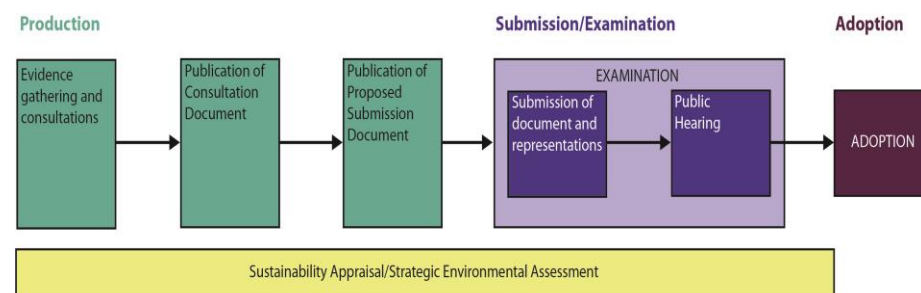 Production
Submission/Examination
Adoption
Evidence
gathering and
consultations
Publication of
Consultation
Document
Publication of
Proposed
Submission
Document
EXAMINATION
Submission of
document and
representations
Public
Hearing
ADOPTION
Sustainability Appraisal/Strategic Environmental Assessment